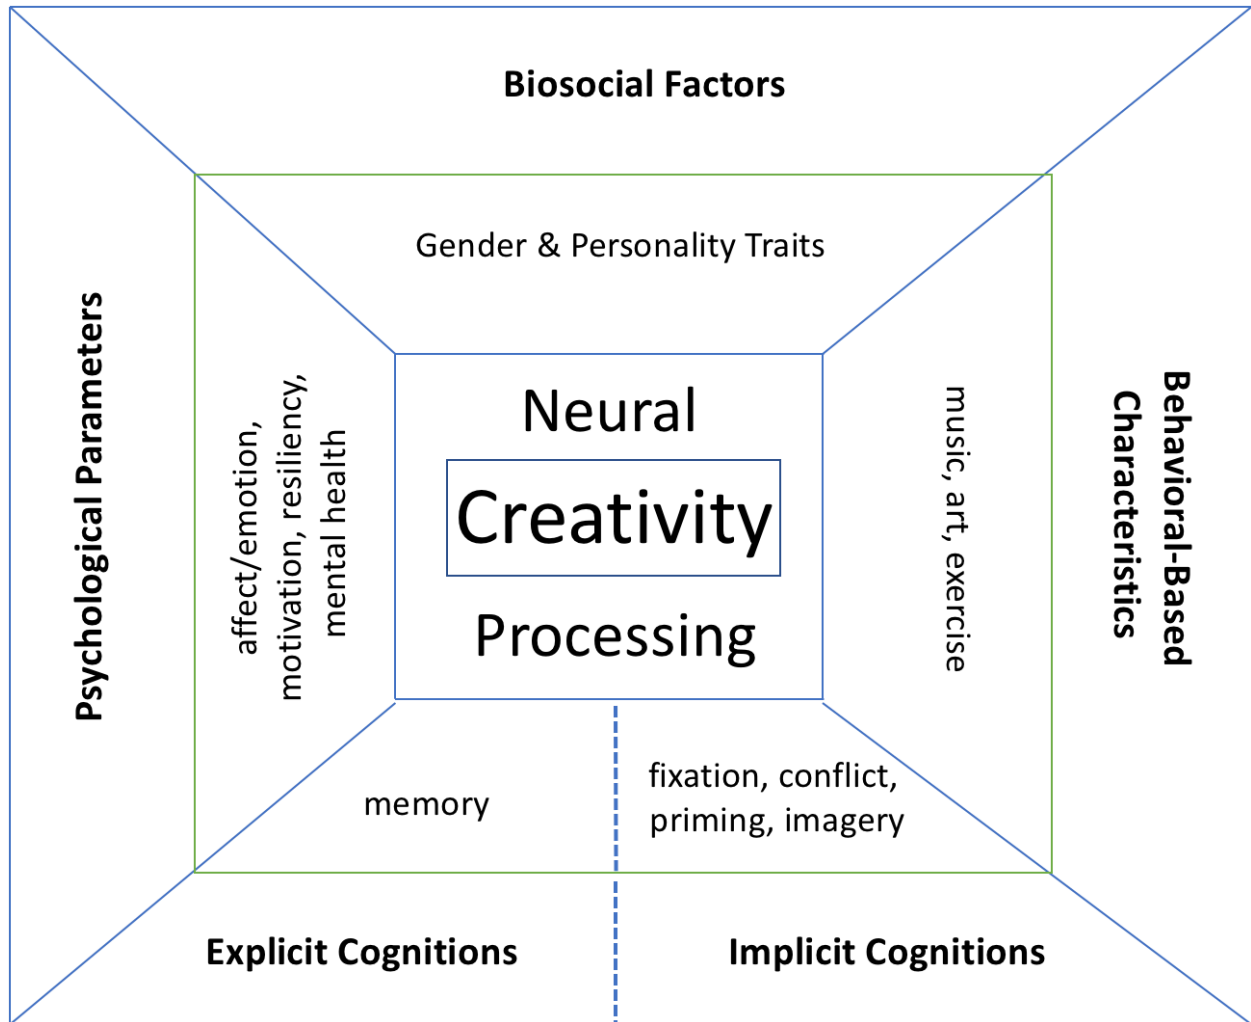 Biosocial Factors
Gender & Personality Traits
Psychological Parameters
affect/emotion,
motivation, resiliency,
mental health
Neural
Creativity
Processing
music, art, exercise
Behavioral-Based
Characteristics
memory
fixation, conflict,
priming, imagery
Explicit Cognitions
Implicit Cognitions